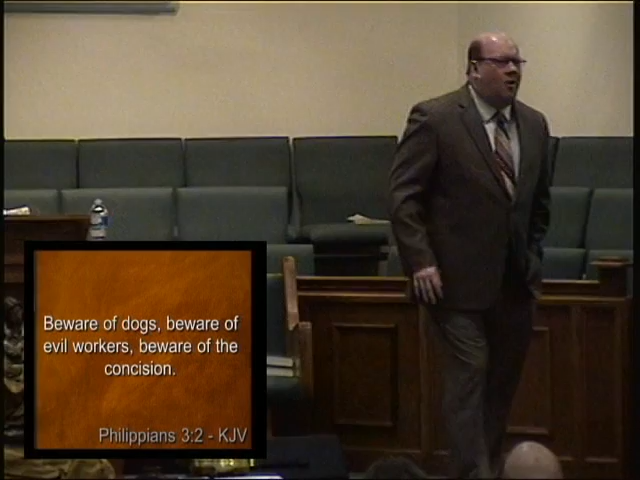 Beware of dogs, beware of
evil workers, beware of the
concision.
Philippians 3:2 - KJV